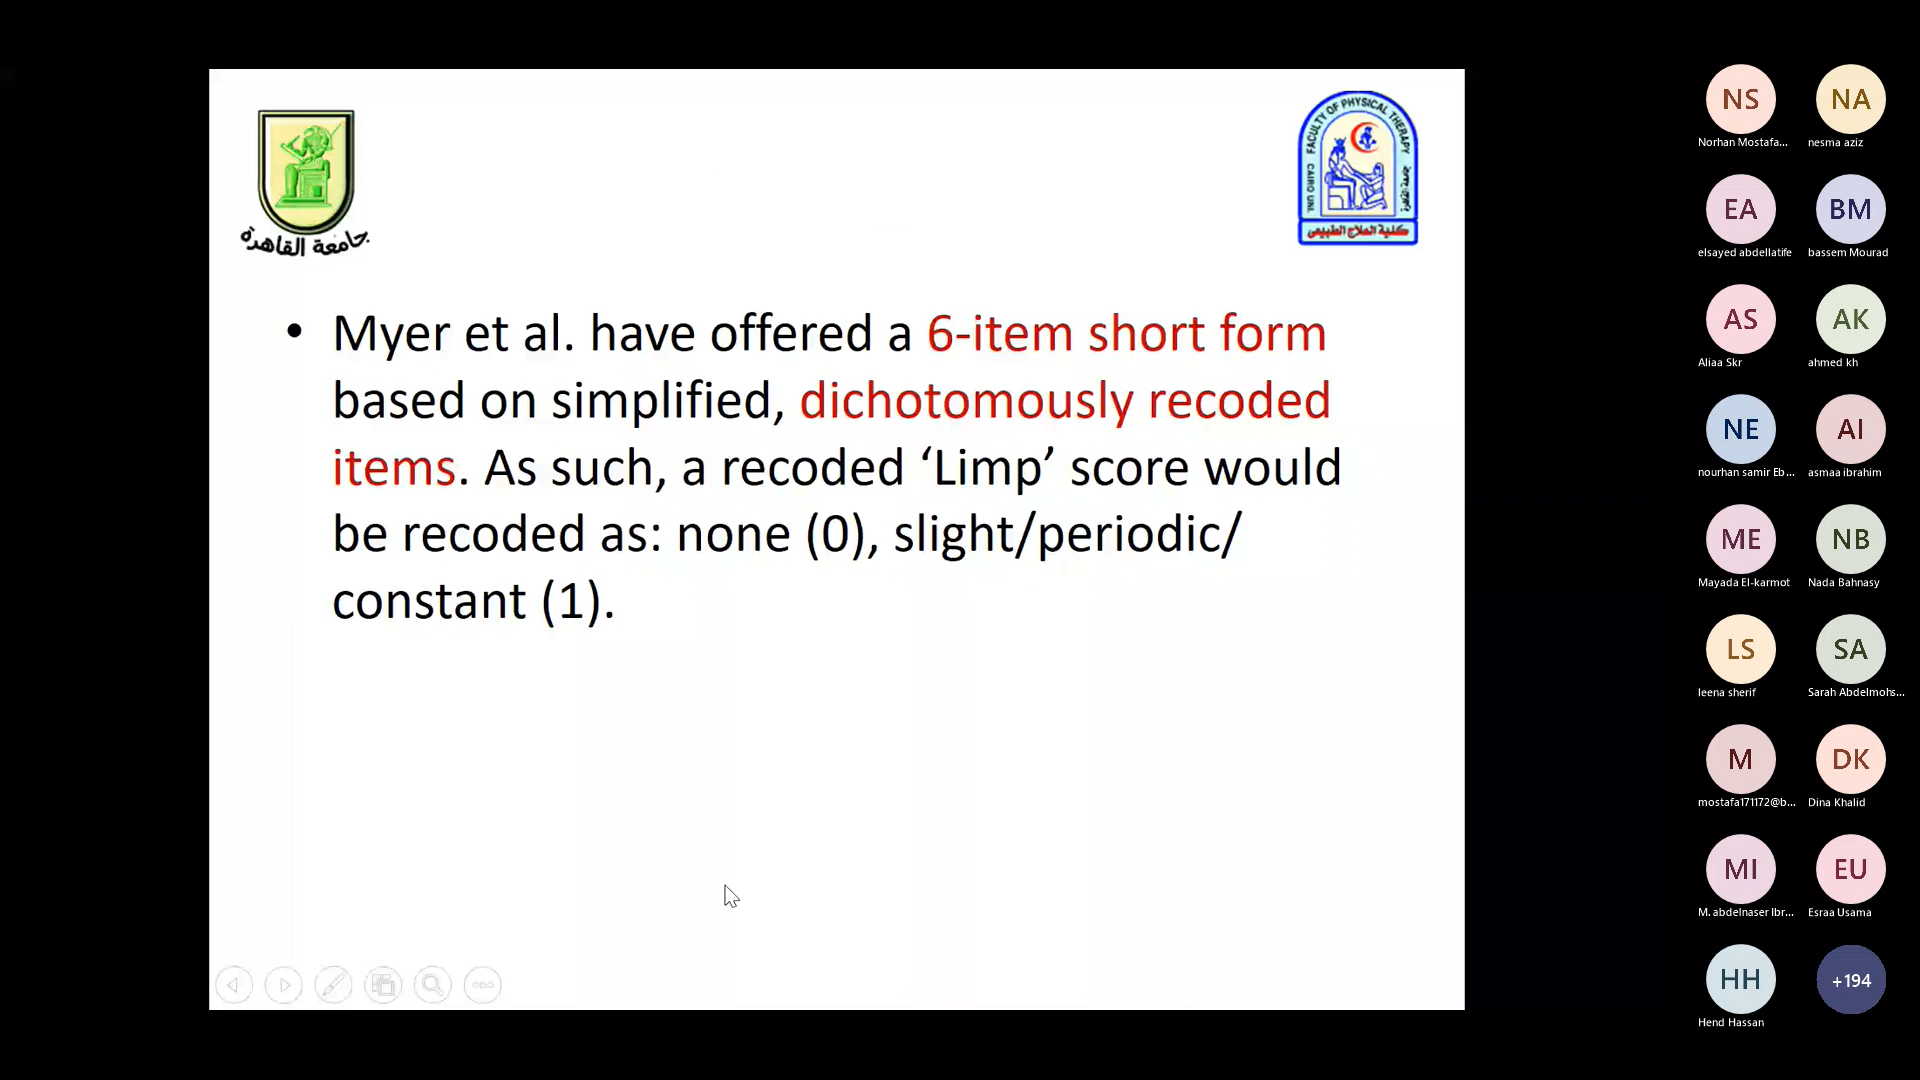 جامعة القاهرة
FACULTY OF PHYSICAL THERAPY
CAIRO UNI.
جامعة القاهرة
كلية العلاج الطبيعى
• Myer et al. have offered a 6-item short form
based on simplified, dichotomously recoded
items. As such, a recoded ‘Limp’ score would
be recoded as: none (0), slight/periodic/
constant (1).
NS
NA
Norhan Mostafa...
nesma aziz
EA
BM
elsayed abdellatife
bassem Mourad
AS
AK
Aliaa Skr
ahmed kh
NE
AI
nourhan samir Eb...
asmaa ibrahim
ME
NB
Mayada El-karmot
Nada Bahnasy
LS
SA
leena sherif
Sarah Abdelmohs...
M
DK
mostafa171172@b...
Dina Khalid
MI
EU
M. abdelnaser Ibr...
Esraa Usama
HH
+194
Hend Hassan